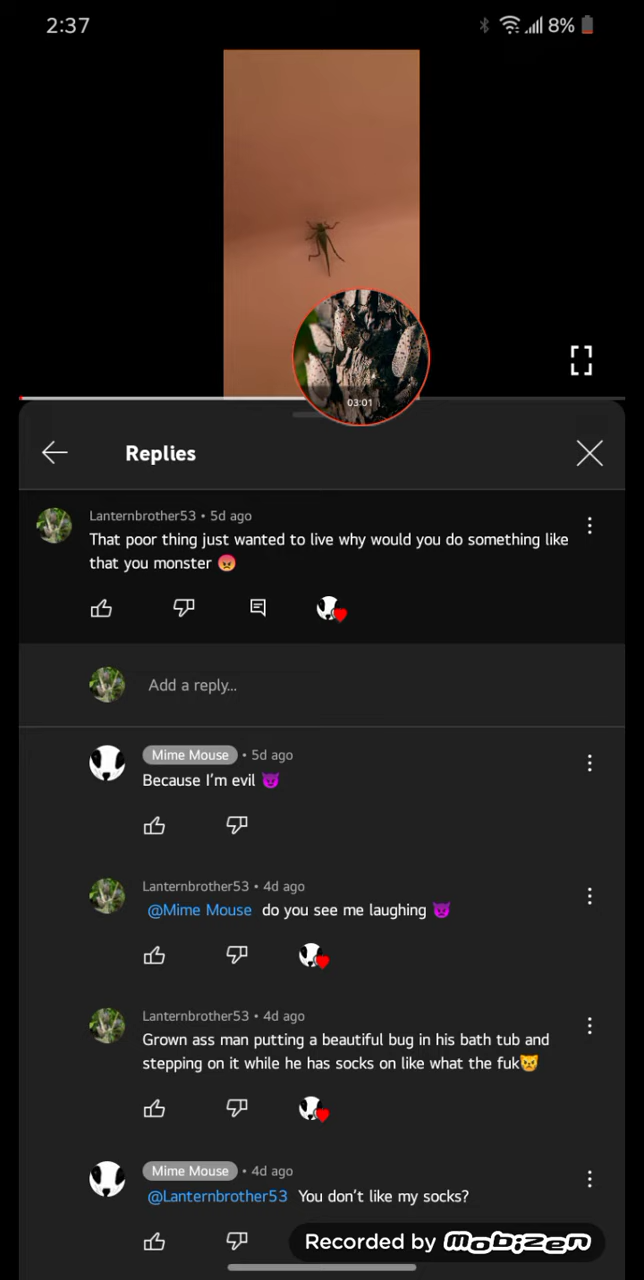 2:37
8%
03:01
Replies
Lanternbrother53 • 5d ago
That poor thing just wanted to live why would you do something like
that you monster 😡
Add a reply...
Mime Mouse • 5d ago
Because I'm evil 😈
Lanternbrother53 • 4d ago
@Mime Mouse do you see me laughing 👿
Lanternbrother53 • 4d ago
Grown ass man putting a beautiful bug in his bath tub and
stepping on it while he has socks on like what the fuk😾
Mime Mouse • 4d ago
@Lanternbrother53 You don't like my socks?
Recorded by mobizen